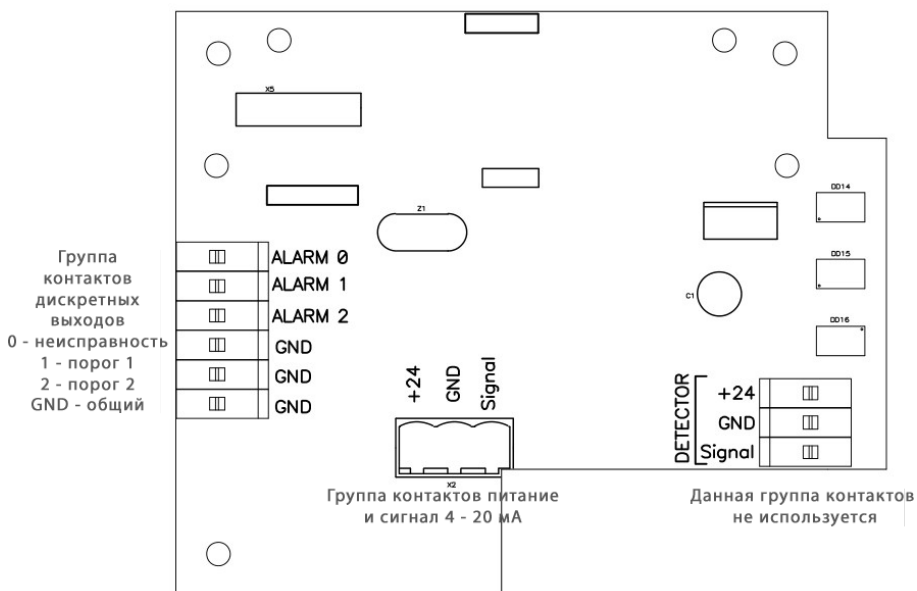 X5
Z1
DD14
DD15
C1
DD16
Группа
контактов
дискретных
выходов
0 - неисправность
1 - порог 1
2 - порог 2
GND - общий
ALARM 0
ALARM 1
ALARM 2
GND
GND
GND
+24
GND
Signal
X2
Группа контактов питание
и сигнал 4 - 20 мА
DETECTOR
+24
GND
Signal
Данная группа контактов
не используется